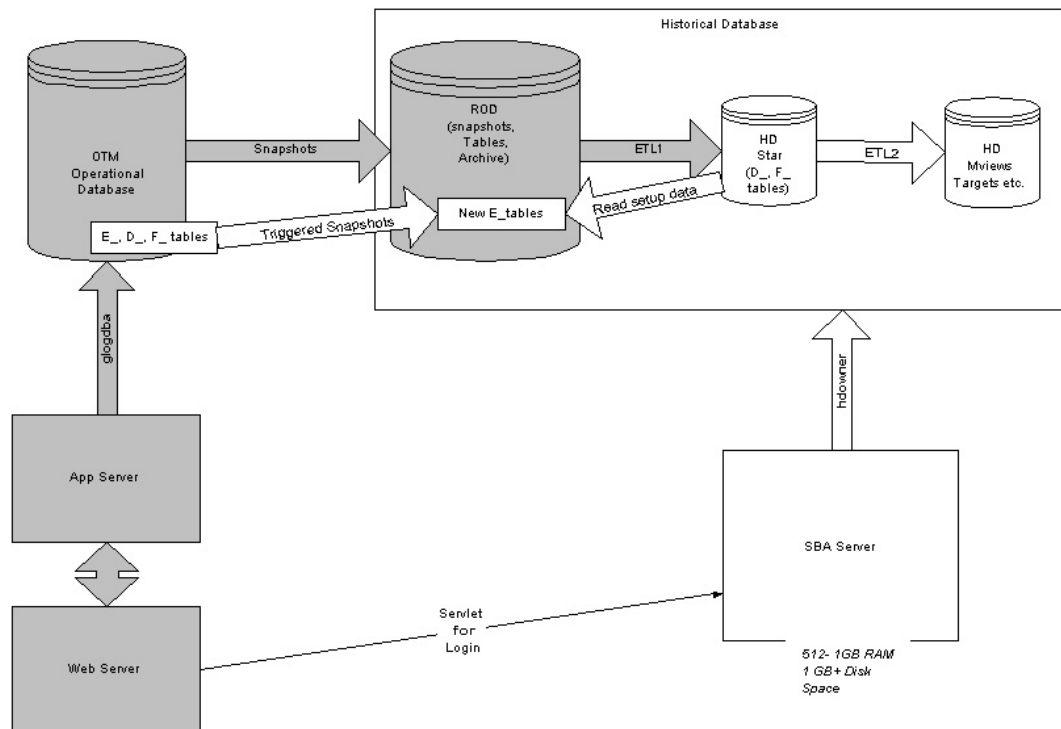 Historical Database
OTM
Operational
Database
Snapshots
ROD
(snapshots,
Tables,
Archive)
ETL1
HD
Star
(D_, F_
tables)
ETL2
HD
Mviews
Targets etc.
E_, D_, F_ tables
Triggered Snapshots
New E_tables
Read setup data
glogdba
hdowner
App Server
SBA Server
Web Server
Servlet
for
Login
512- 1GB RAM
1 GB+ Disk
Space